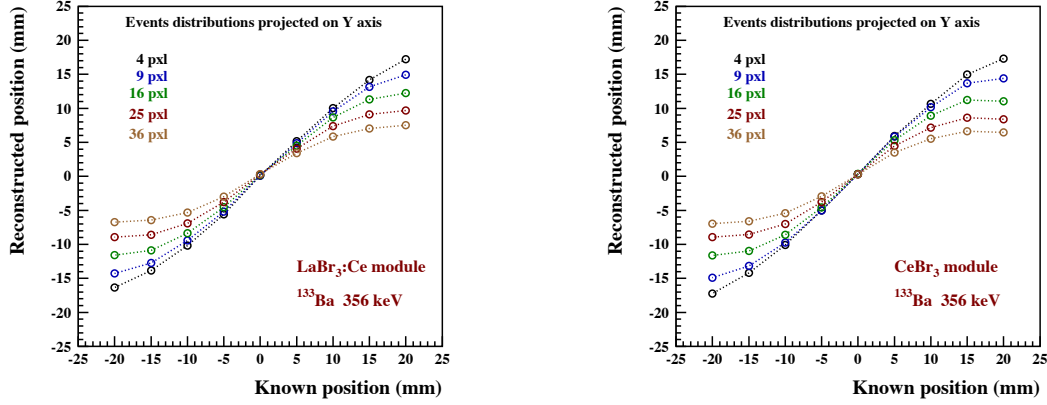 Events distributions projected on Y axis
4 pxl
9 pxl
16 pxl
25 pxl
36 pxl
LaBr3:Ce module
133Ba 356 keV
Reconstructed position (mm)
25
20
15
10
5
0
-5
-10
-15
-20
-25
-25 -20 -15 -10 -5 0 5 10 15 20 25
Known position (mm)
Events distributions projected on Y axis
4 pxl
9 pxl
16 pxl
25 pxl
36 pxl
CeBr3 module
133Ba 356 keV
Reconstructed position (mm)
25
20
15
10
5
0
-5
-10
-15
-20
-25
-25 -20 -15 -10 -5 0 5 10 15 20 25
Known position (mm)